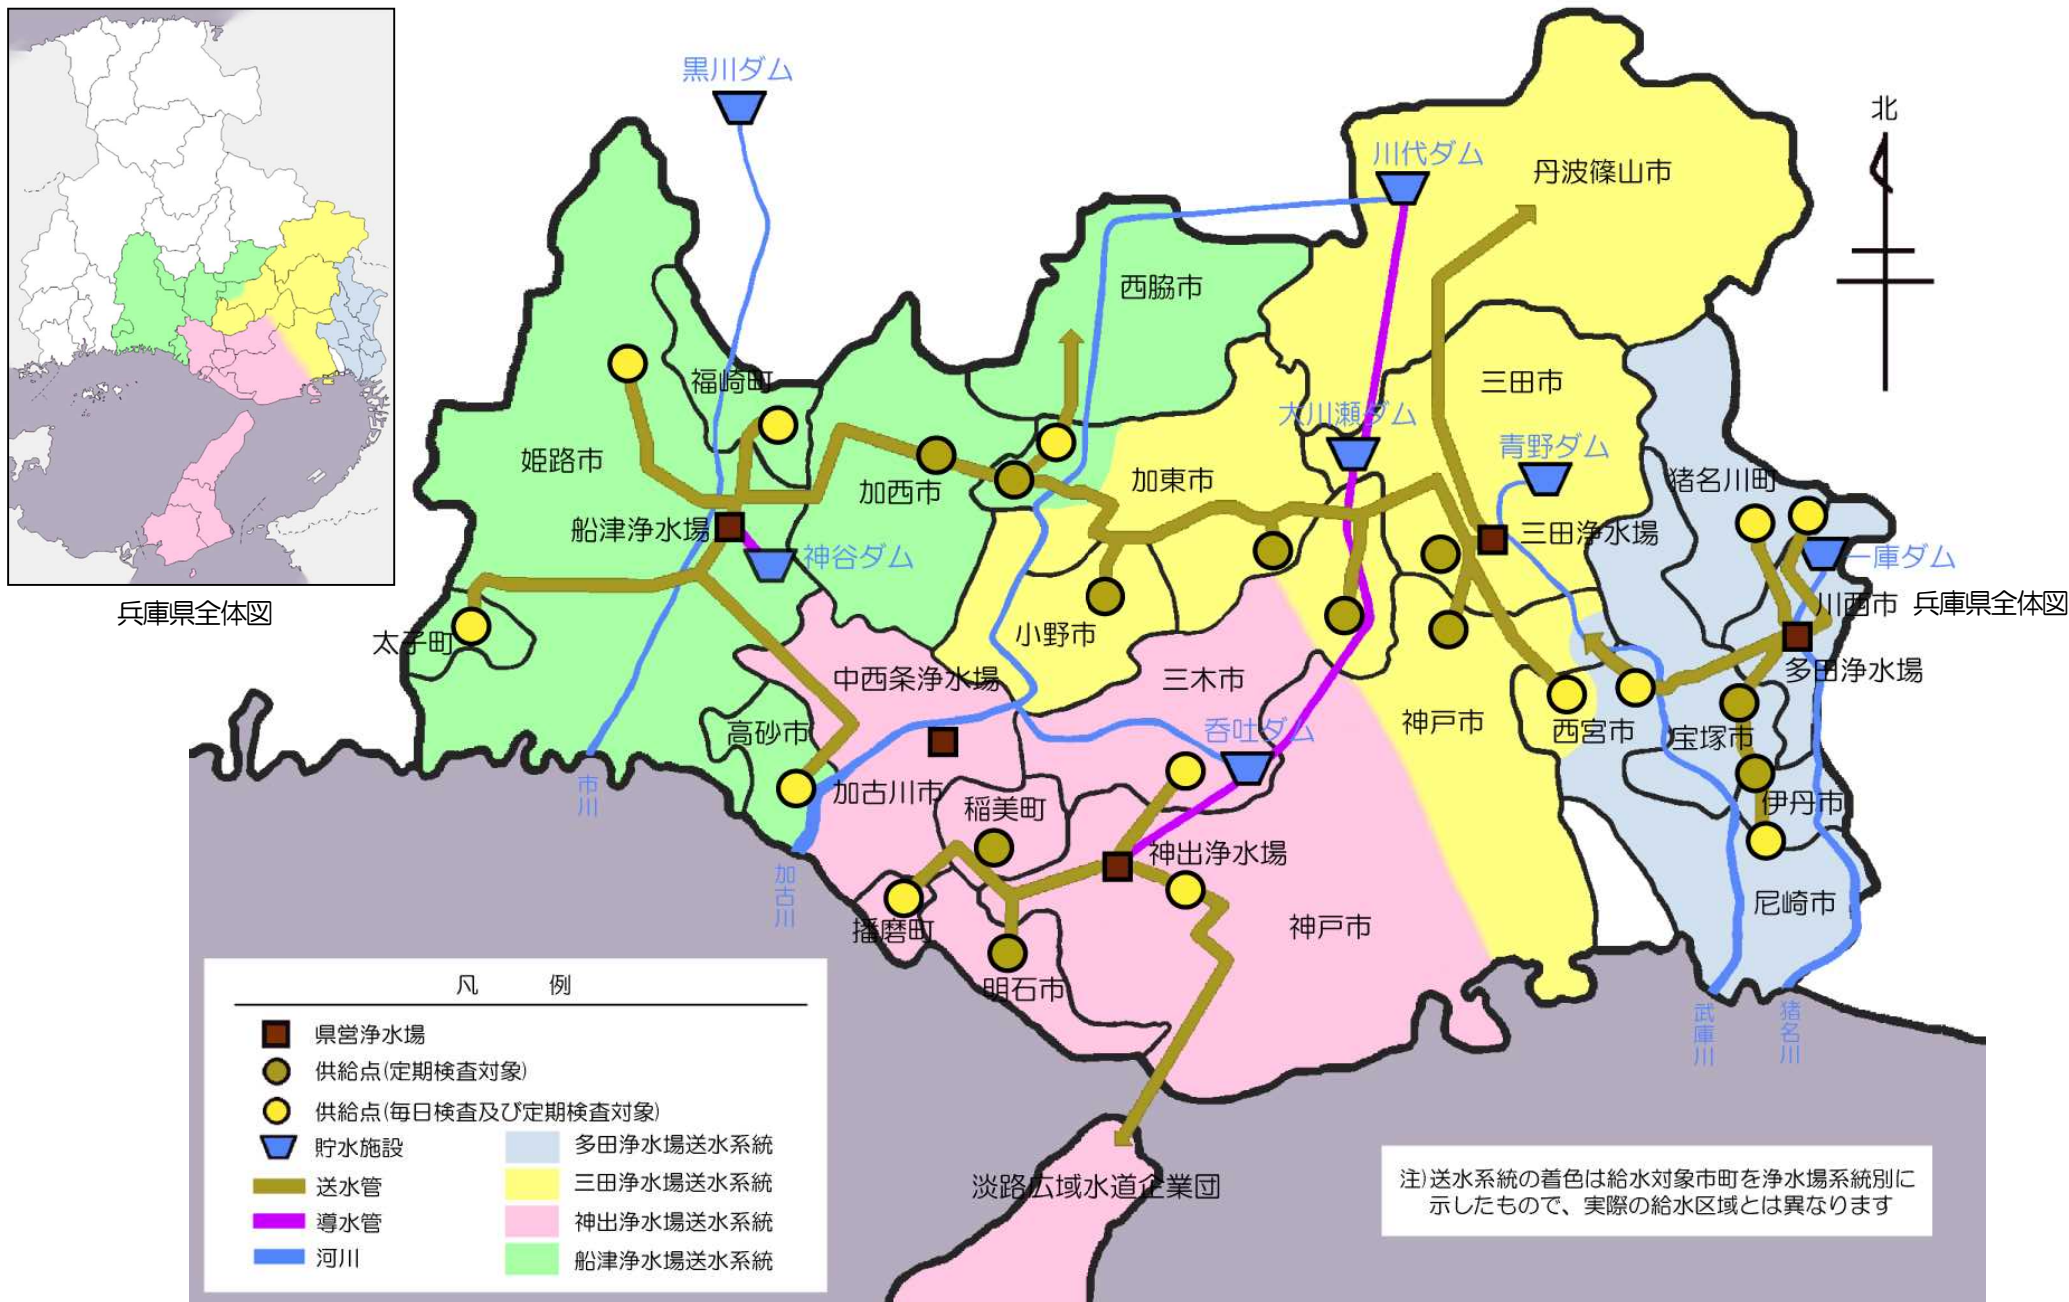 黒川ダム
川代ダム
北
丹波篠山市
西脇市
福崎町
三田市
大川瀬ダム
青野ダム
姫路市
加西市
加東市
猪名川町
船津浄水場
神谷ダム
三田浄水場
一庫ダム
兵庫県全体図
川西市
兵庫県全体図
太子町
小野市
中西条浄水場
三木市
多田浄水場
高砂市
呑吐ダム
神戸市
西宮市
宝塚市
市川
加古川市
稲美町
伊丹市
神出浄水場
加古川
播磨町
神戸市
尼崎市
明石市
武庫川
猪名川
凡 例
県営浄水場
供給点(定期検査対象)
供給点(毎日検査及び定期検査対象)
貯水施設
送水管
導水管
河川
多田浄水場送水系統
三田浄水場送水系統
神出浄水場送水系統
船津浄水場送水系統
淡路広域水道企業団
注)送水系統の着色は給水対象市町を浄水場系統別に
示したもので、実際の給水区域とは異なります